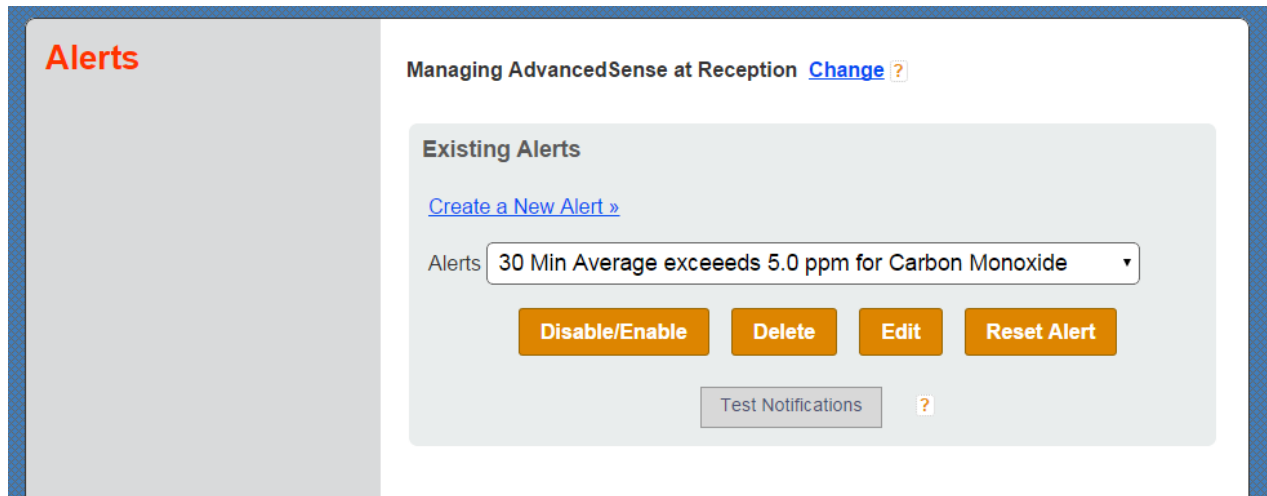 Alerts
Managing AdvancedSense at Reception Change ?
Existing Alerts
Create a New Alert »
Alerts 30 Min Average exceeeds 5.0 ppm for Carbon Monoxide
Disable/Enable Delete Edit Reset Alert
Test Notifications ?